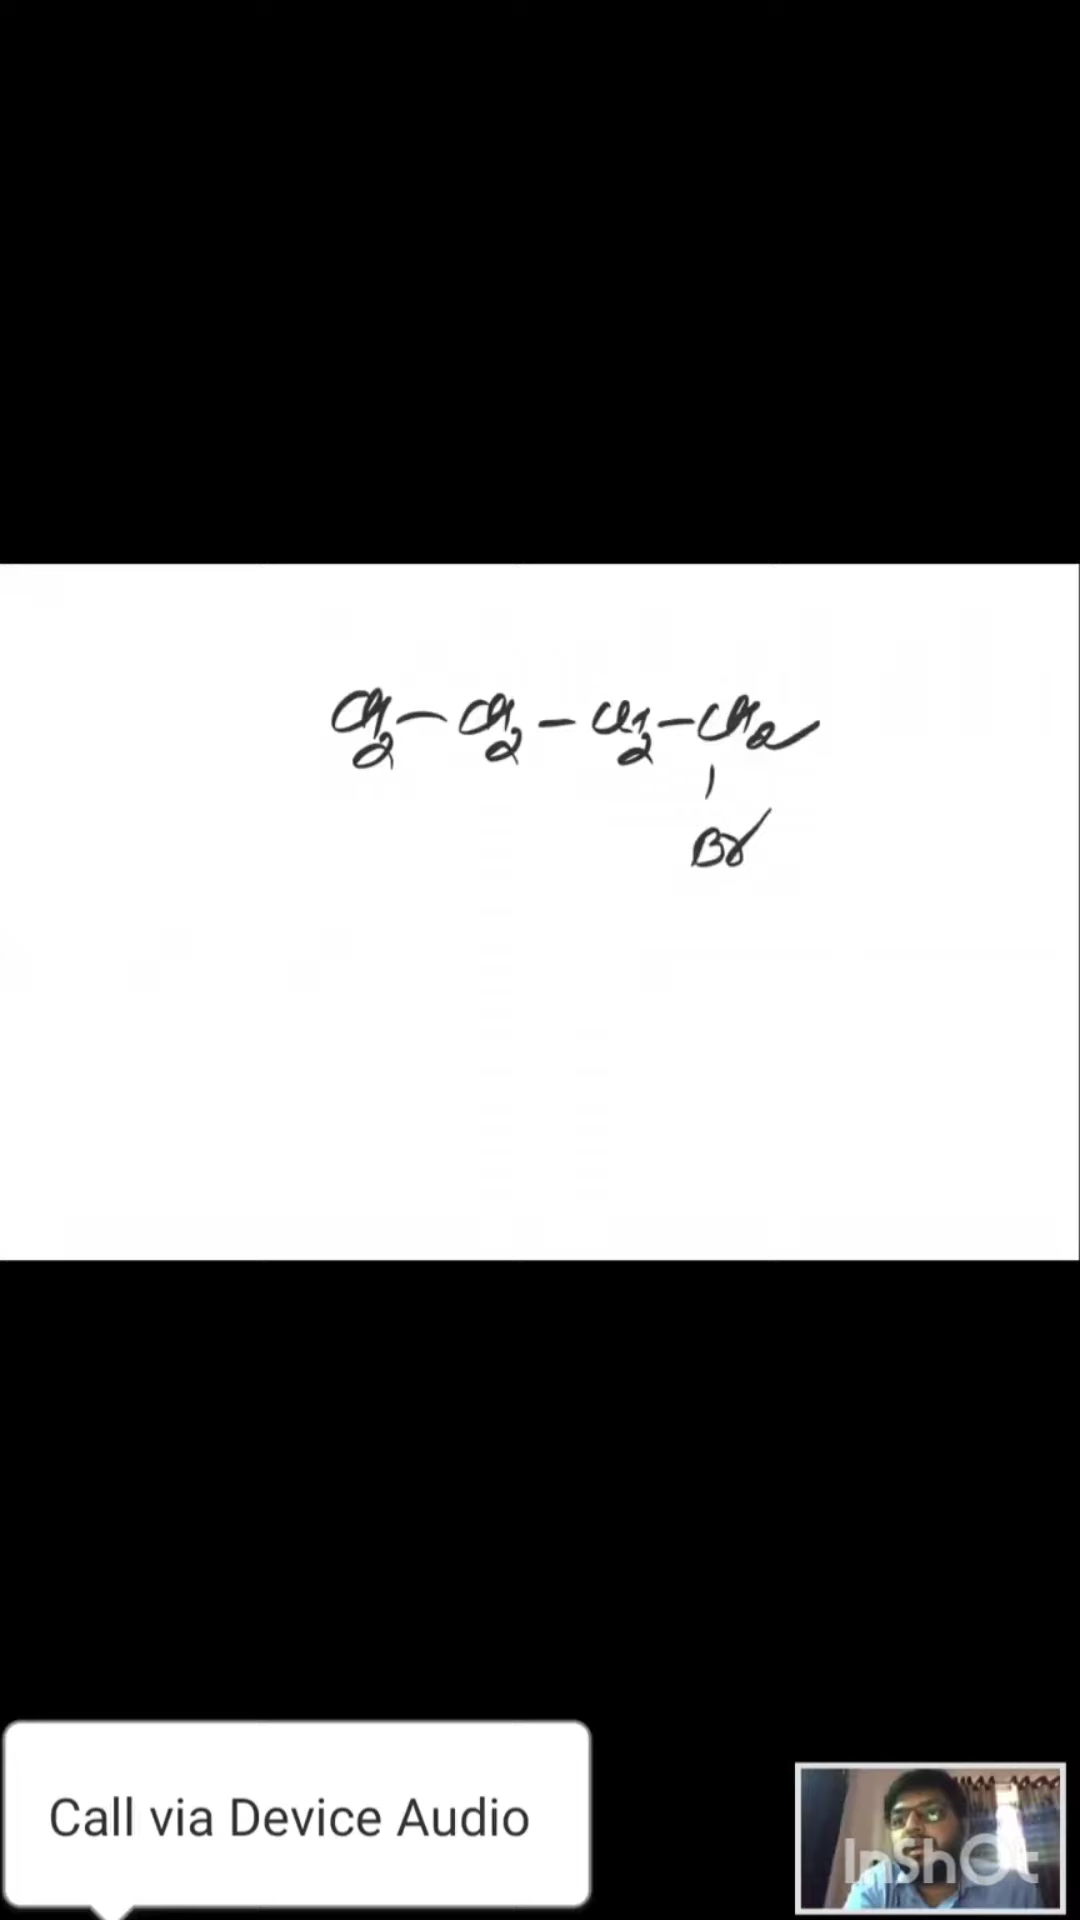 CH2 - CH2 - CH2 - CH2
|
Br
Call via Device Audio
InShOt